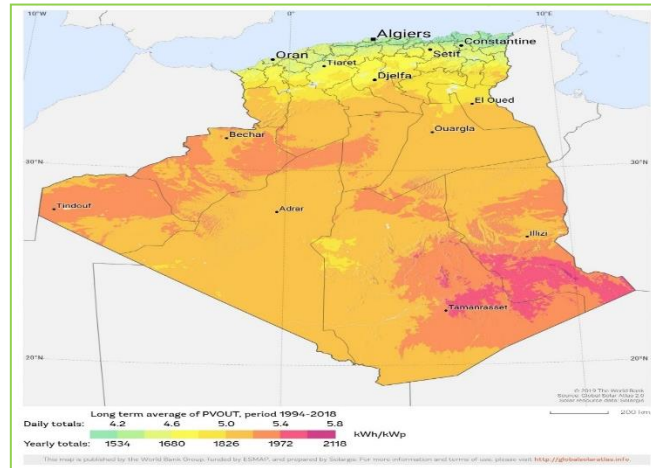 10°W
0°
10°E
Algiers
Constantine
Oran
Setif
Tiaret
Djelfa
El Oued
Bechar
Ouargla
30°N
30°N
Tindouf
Adrar
Illizi
Tamanrasset
20°N
20°N
© 2019 The World Bank
Source: Global Solar Atlas 2.0
Solar resource data: Solargis
Long term average of PVOUT, period 1994-2018
200 km
Daily totals: 4.2 4.6 5.0 5.4 5.8
kWh/kWp
Yearly totals: 1534 1680 1826 1972 2118
This map is published by the World Bank Group, funded by ESMAP, and prepared by Solargis. For more information and terms of use, please visit http://globalsolaratlas.info.